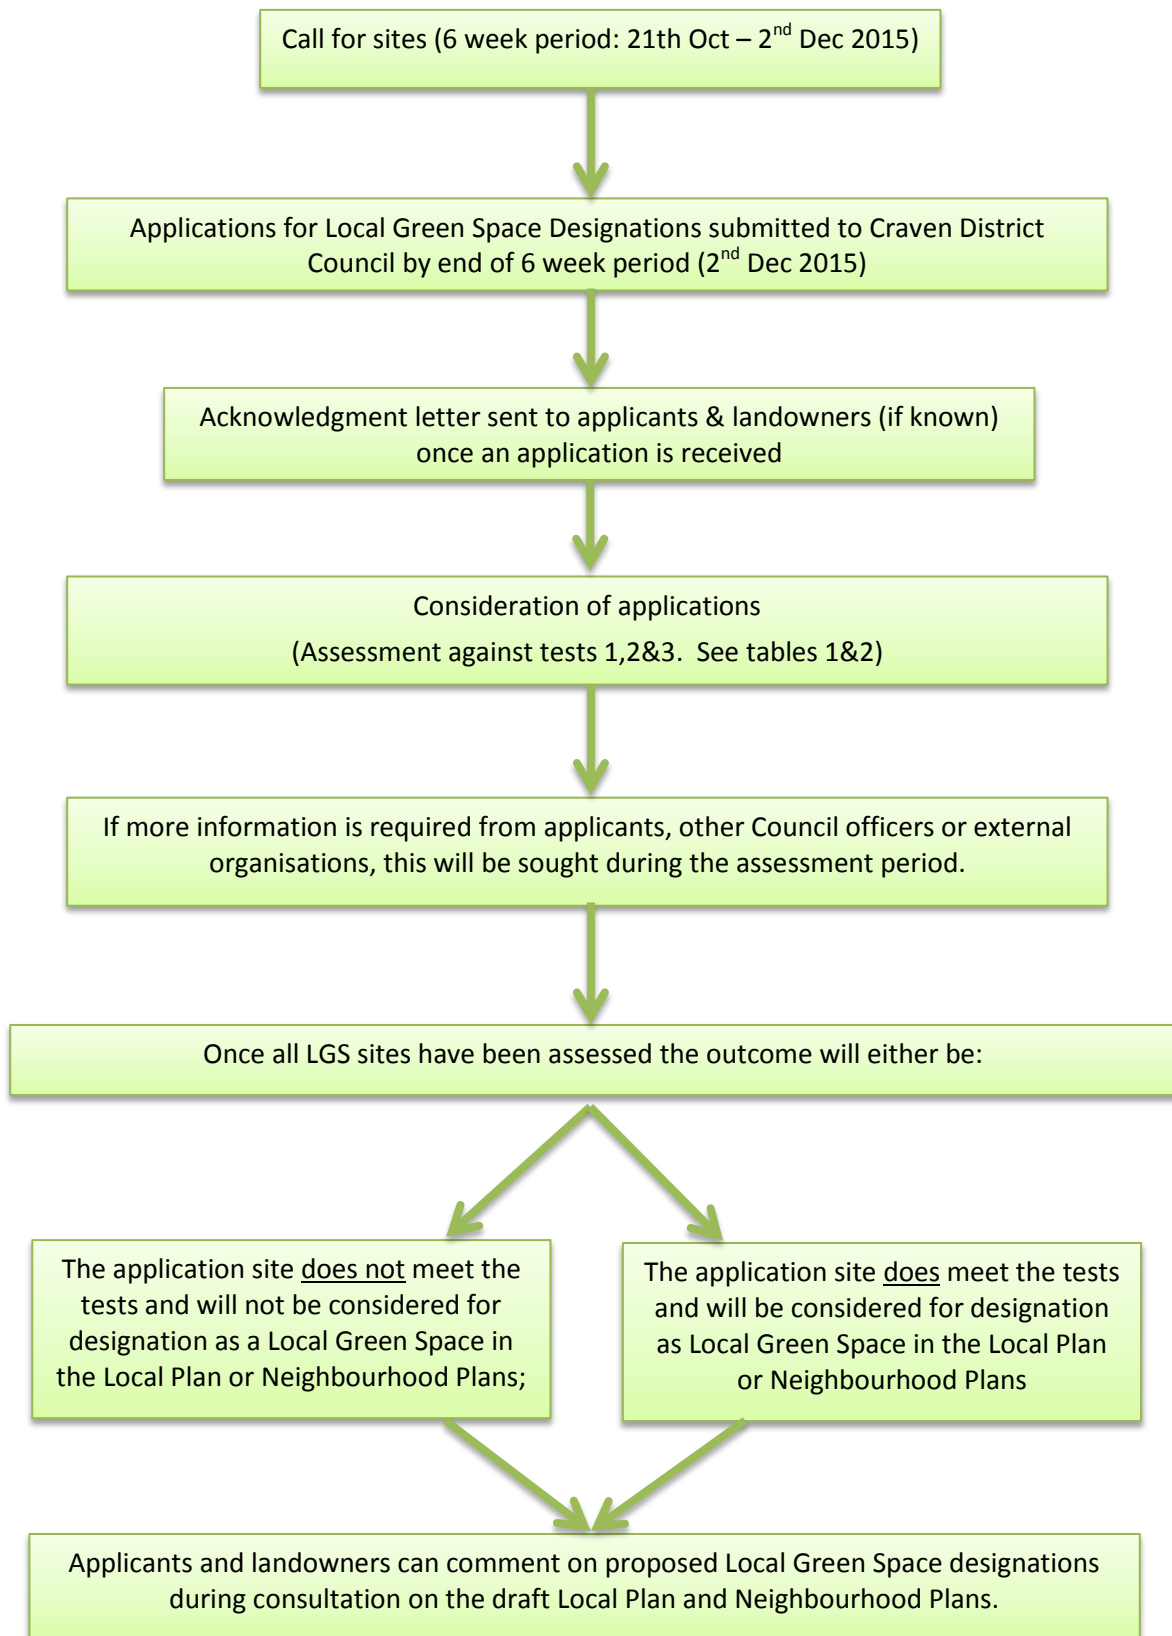 Call for sites (6 week period: 21th Oct – 2nd Dec 2015)
Applications for Local Green Space Designations submitted to Craven District
Council by end of 6 week period (2nd Dec 2015)
Acknowledgment letter sent to applicants & landowners (if known)
once an application is received
Consideration of applications
(Assessment against tests 1,2&3.  See tables 1&2)
If more information is required from applicants, other Council officers or external
organisations, this will be sought during the assessment period.
Once all LGS sites have been assessed the outcome will either be:
The application site does not meet the
tests and will not be considered for
designation as a Local Green Space in
the Local Plan or Neighbourhood Plans;
The application site does meet the tests
and will be considered for designation
as Local Green Space in the Local Plan
or Neighbourhood Plans
Applicants and landowners can comment on proposed Local Green Space designations
during consultation on the draft Local Plan and Neighbourhood Plans.